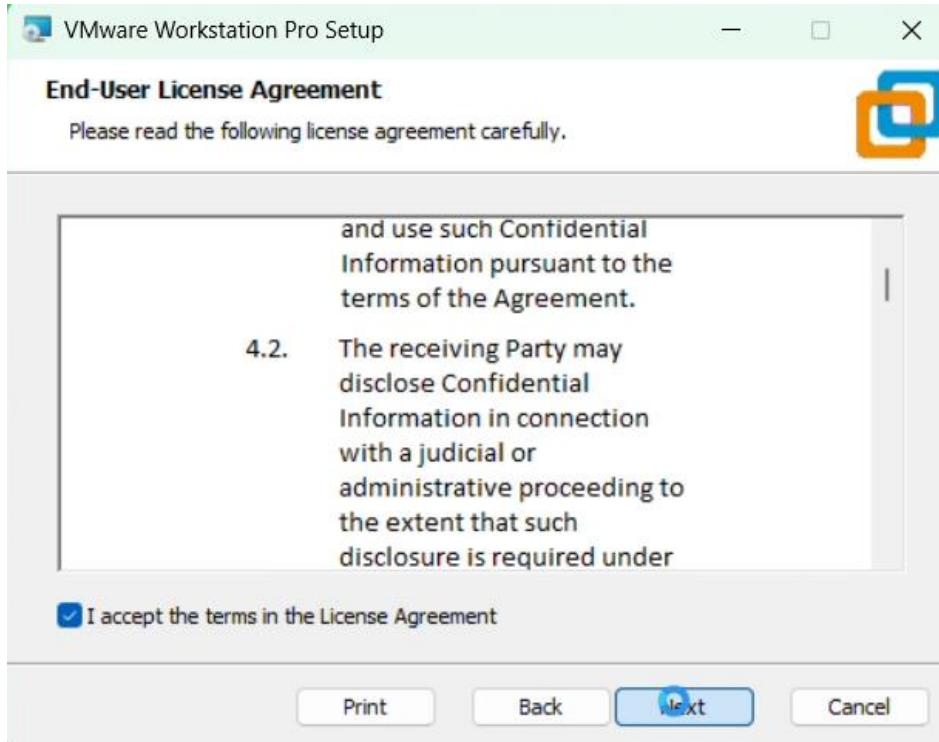 VMware Workstation Pro Setup
End-User License Agreement
Please read the following license agreement carefully.
and use such Confidential
Information pursuant to the
terms of the Agreement.
4.2. The receiving Party may
disclose Confidential
Information in connection
with a judicial or
administrative proceeding to
the extent that such
disclosure is required under
I accept the terms in the License Agreement
Print Back Next Cancel